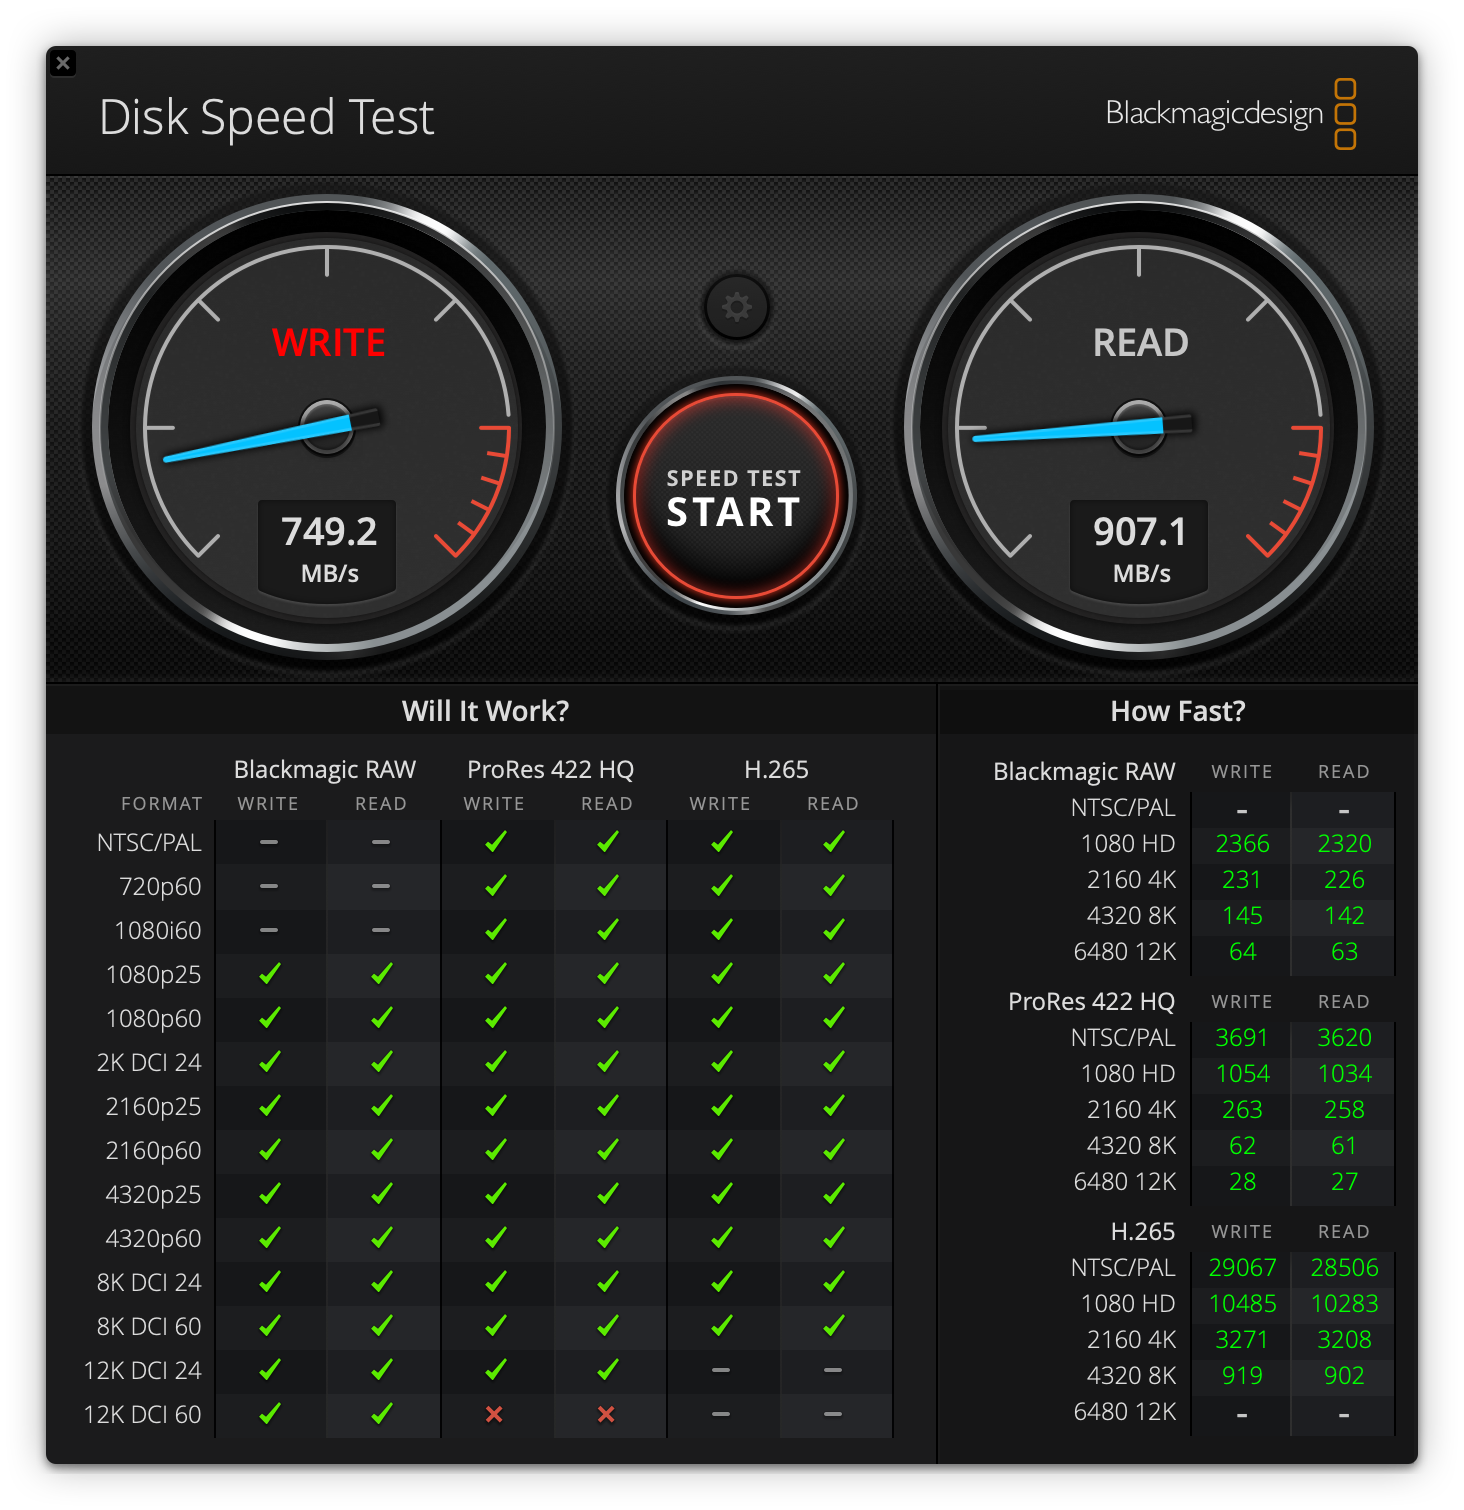 Disk Speed Test
Blackmagicdesign
WRITE
749.2
MB/s
SPEED TEST
START
READ
907.1
MB/s
Will It Work?
Blackmagic RAW ProRes 422 HQ H.265
FORMAT WRITE READ WRITE READ WRITE READ
NTSC/PAL – – ✓ ✓ ✓ ✓
720p60 – – ✓ ✓ ✓ ✓
1080i60 – – ✓ ✓ ✓ ✓
1080p25 ✓ ✓ ✓ ✓ ✓ ✓
1080p60 ✓ ✓ ✓ ✓ ✓ ✓
2K DCI 24 ✓ ✓ ✓ ✓ ✓ ✓
2160p25 ✓ ✓ ✓ ✓ ✓ ✓
2160p60 ✓ ✓ ✓ ✓ ✓ ✓
4320p25 ✓ ✓ ✓ ✓ ✓ ✓
4320p60 ✓ ✓ ✓ ✓ ✓ ✓
8K DCI 24 ✓ ✓ ✓ ✓ ✓ ✓
8K DCI 60 ✓ ✓ ✓ ✓ ✓ ✓
12K DCI 24 ✓ ✓ ✓ ✓ – –
12K DCI 60 ✓ ✓ ✗ ✗ – –
How Fast?
Blackmagic RAW WRITE READ
NTSC/PAL - -
1080 HD 2366 2320
2160 4K 231 226
4320 8K 145 142
6480 12K 64 63
ProRes 422 HQ WRITE READ
NTSC/PAL 3691 3620
1080 HD 1054 1034
2160 4K 263 258
4320 8K 62 61
6480 12K 28 27
H.265 WRITE READ
NTSC/PAL 29067 28506
1080 HD 10485 10283
2160 4K 3271 3208
4320 8K 919 902
6480 12K - -